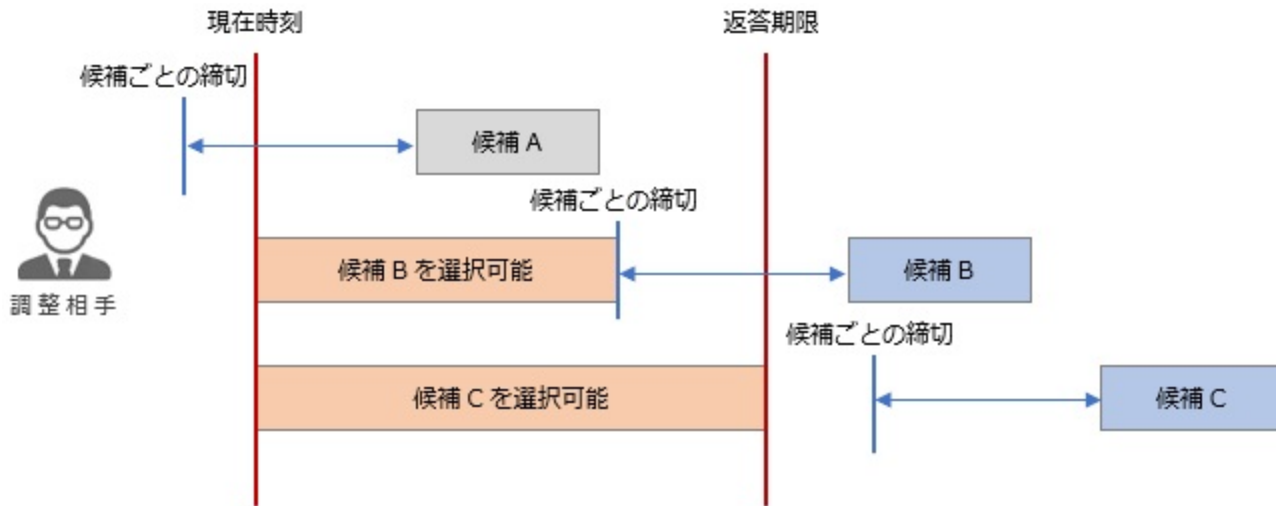 現在時刻
返答期限
候補ごとの締切
候補 A
候補ごとの締切
候補 B を選択可能
候補 B
調整相手
候補ごとの締切
候補 C を選択可能
候補 C